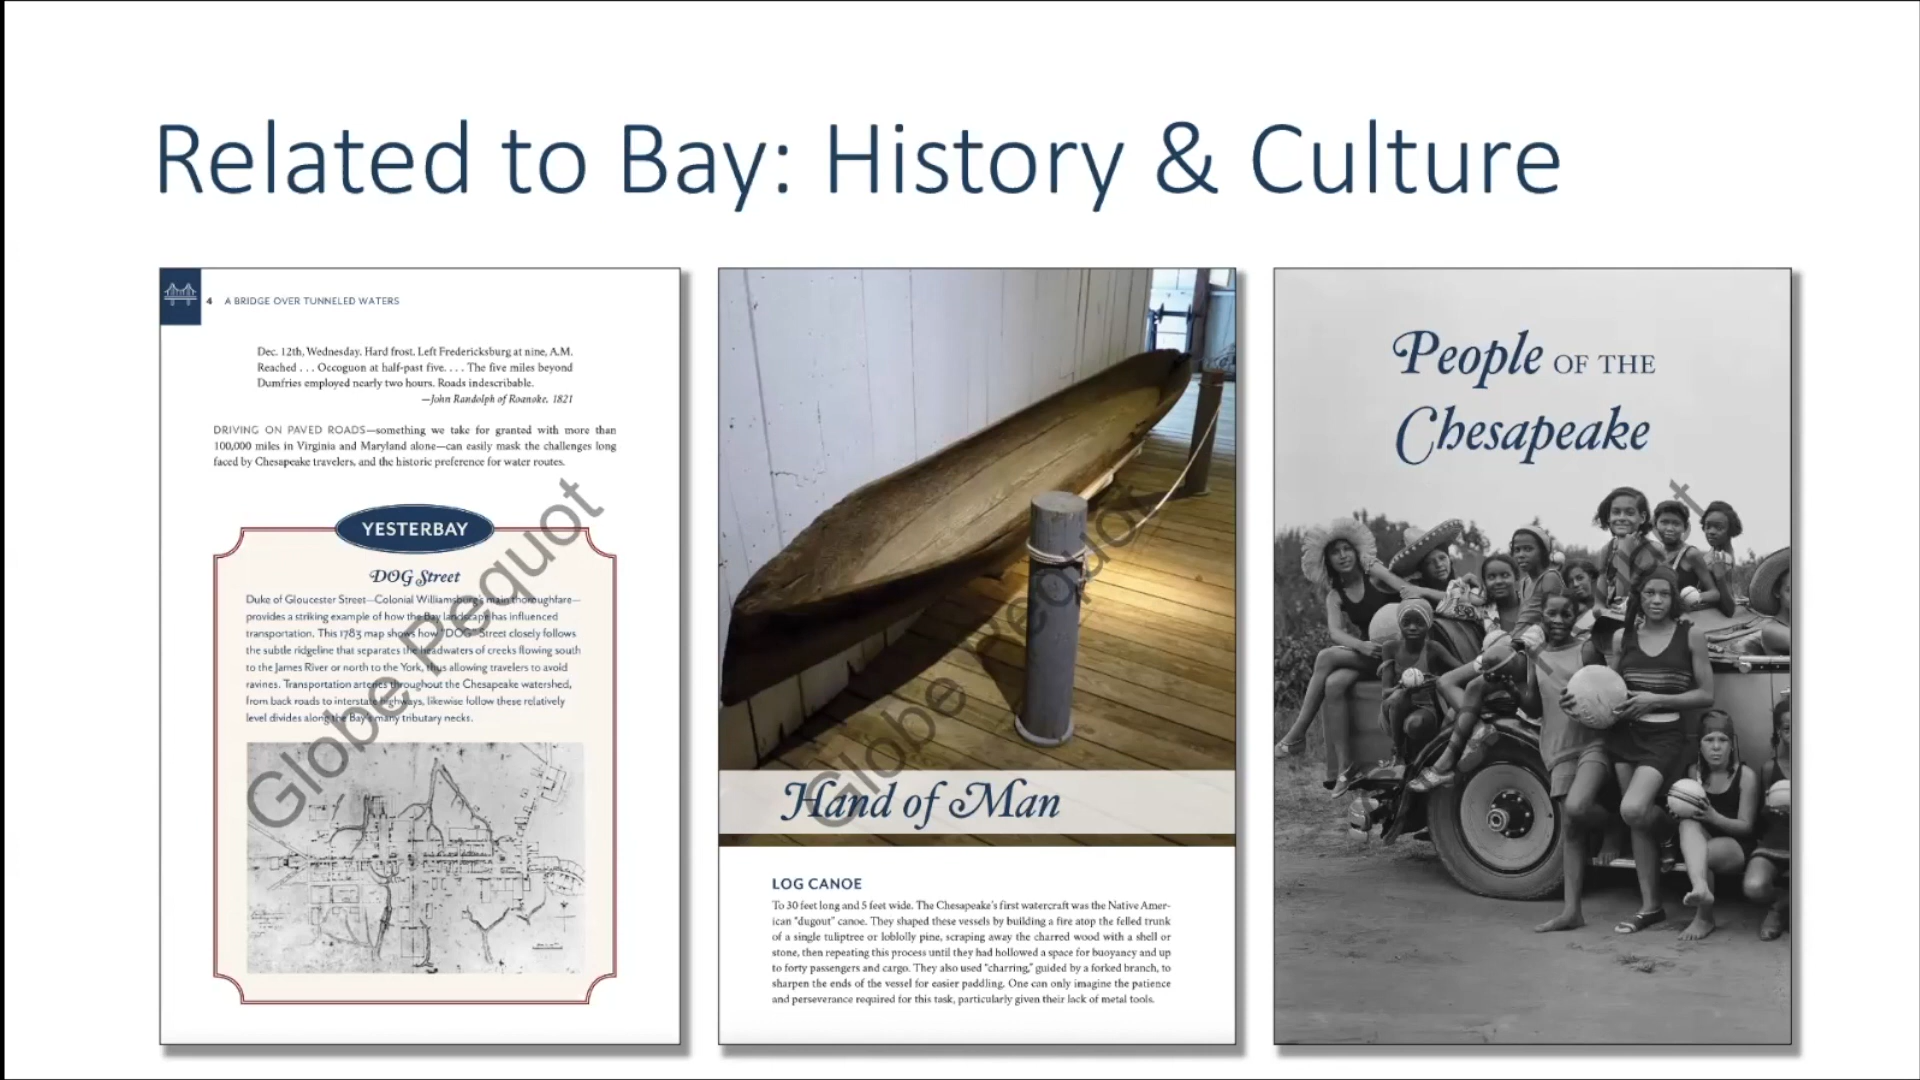 Related to Bay: History & Culture
4 A BRIDGE OVER TUNNELED WATERS
Dec. 12th, Wednesday. Hard frost. Left Fredericksburg at nine, A.M.
Reached . . . Occoguon at half-past five. . . . The five miles beyond
Dumfries employed nearly two hours. Roads indescribable.
—John Randolph of Roanoke, 1821
DRIVING ON PAVED ROADS—something we take for granted with more than
100,000 miles in Virginia and Maryland alone—can easily mask the challenges long
faced by Chesapeake travelers, and the historic preference for water routes.
YESTERBAY
DOG Street
Duke of Gloucester Street—Colonial Williamsburg's main thoroughfare—
provides a striking example of how the Bay landscape has influenced
transportation. This 1783 map shows how "DOG" Street closely follows
the subtle ridgeline that separates the headwaters of creeks flowing south
to the James River or north to the York, thus allowing travelers to avoid
ravines. Transportation arteries throughout the Chesapeake watershed,
from back roads to interstate highways, likewise follow these relatively
level divides along the Bay's many tributary necks.
Globe Pequot
Hand of Man
LOG CANOE
To 30 feet long and 5 feet wide. The Chesapeake's first watercraft was the Native Amer-
ican "dugout" canoe. They shaped these vessels by building a fire atop the felled trunk
of a single tuliptree or loblolly pine, scraping away the charred wood with a shell or
stone, then repeating this process until they had hollowed a space for buoyancy and up
to forty passengers and cargo. They also used "charring," guided by a forked branch, to
sharpen the ends of the vessel for easier paddling. One can only imagine the patience
and perseverance required for this task, particularly given their lack of metal tools.
Globe Pequot
People OF THE
Chesapeake